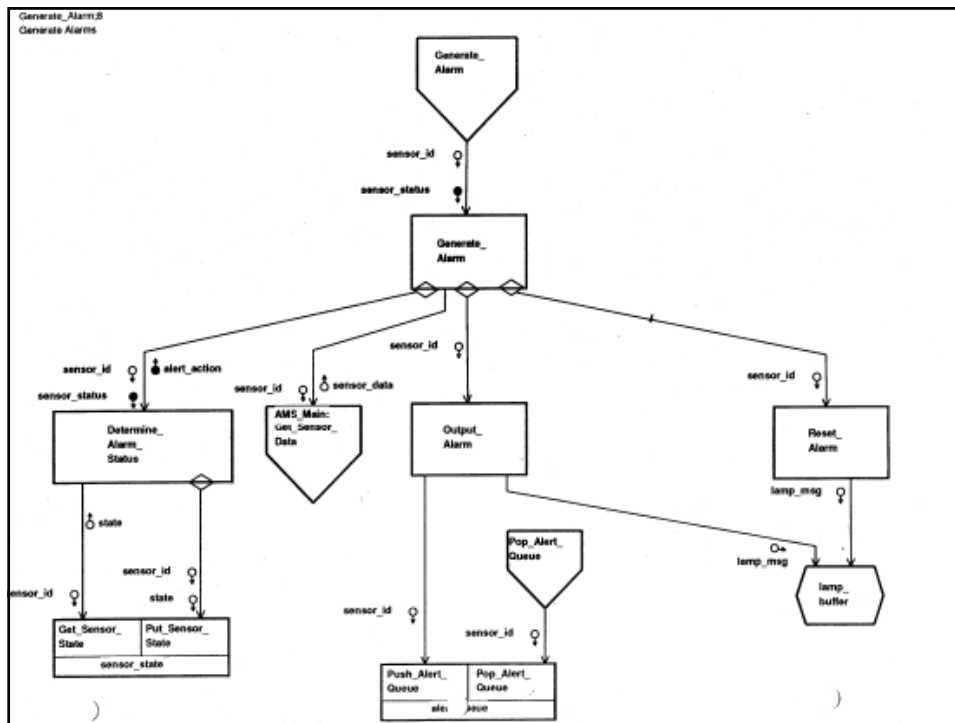 Generate_Alarm;8
Generate Alarms
Generate_
Alarm
sensor_id
sensor_status
Generate_
Alarm
sensor_id
alert_action
sensor_status
sensor_id
sensor_data
sensor_id
sensor_id
Determine_
Alarm_
Status
AMS_Main:
Get_Sensor_
Data
Output_
Alarm
Reset_
Alarm
lamp_msg
state
Pop_Alert_
Queue
lamp_msg
sensor_id
state
lamp_
buffer
ensor_id
sensor_id
sensor_id
Get_Sensor_
State
Put_Sensor_
State
sensor_state
Push_Alert_
Queue
Pop_Alert_
Queue